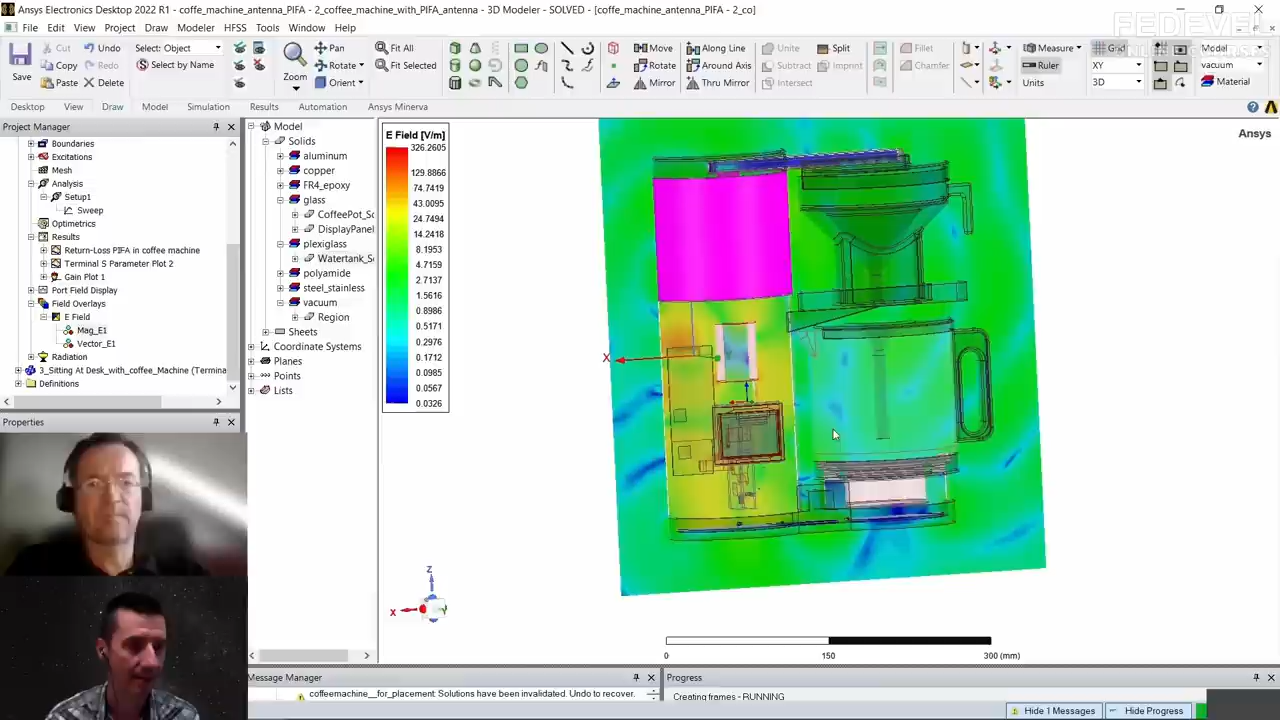 Ansys Electronics Desktop 2022 R1 - coffe_machine_antenna_PIFA - 2_coffee_machine_with_PIFA_antenna - 3D Modeler - SOLVED - [coffe_machine_antenna_PIFA - 2_co]
FEDEVEL
File Edit View Project Draw Modeler HFSS Tools Window Help
Save
Cut
Copy
Paste
Undo
Redo
Delete
Select: Object
Select by Name
Zoom
Pan
Rotate
Orient
Fit All
Fit Selected
Move
Rotate
Mirror
Along Line
Around Axis
Thru Mirror
Unite
Subtract
Intersect
Split
Imprint
Fillet
Chamfer
Measure
Ruler
Units
Grid
XY
3D
Model
vacuum
Material
Desktop View Draw Model Simulation Results Automation Ansys Minerva
Project Manager
Boundaries
Excitations
Mesh
Analysis
Setup1
Sweep
Optimetrics
Results
Return-Loss PIFA in coffee machine
Terminal S Parameter Plot 2
Gain Plot 1
Port Field Display
Field Overlays
E Field
Mag_E1
Vector_E1
Radiation
3_Sitting At Desk_with_coffee_Machine (Termina
Definitions
Properties
Model
Solids
aluminum
copper
FR4_epoxy
glass
CoffeePot_Sc
DisplayPanel
plexiglass
Watertank_Sc
polyamide
steel_stainless
vacuum
Region
Sheets
Coordinate Systems
Planes
Points
Lists
E Field [V/m]
326.2605
129.8866
74.7419
43.0095
24.7494
14.2418
8.1953
4.7159
2.7137
1.5616
0.8986
0.5171
0.2976
0.1712
0.0985
0.0567
0.0326
Ansys
X
Z
X
Y
0 150 300 (mm)
Message Manager
coffeemachine__for_placement: Solutions have been invalidated. Undo to recover.
Progress
Creating frames - RUNNING
Hide 1 Messages
Hide Progress